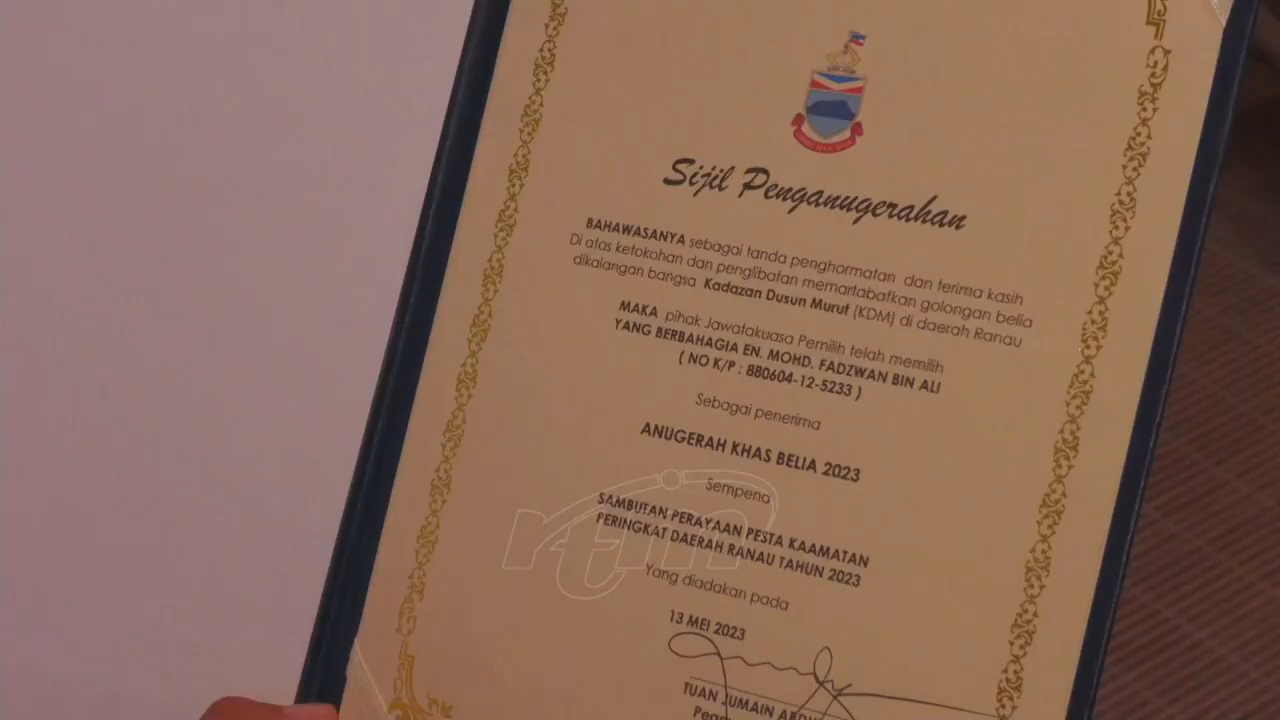 Sijil Penganugerahan
BAHAWASANYA sebagai tanda penghormatan dan terima kasih
Di atas ketokohan dan penglibatan memartabatkan golongan belia
dikalangan bangsa Kadazan Dusun Murut (KDM) di daerah Ranau
MAKA pihak Jawatakuasa Pemilih telah memilih
YANG BERBAHAGIA EN. MOHD. FADZWAN BIN ALI
( NO K/P : 880604-12-5233 )
Sebagai penerima
ANUGERAH KHAS BELIA 2023
Sempena
SAMBUTAN PERAYAAN PESTA KAAMATAN
PERINGKAT DAERAH RANAU TAHUN 2023
rtm
Yang diadakan pada
13 MEI 2023
TUAN JUMAIN